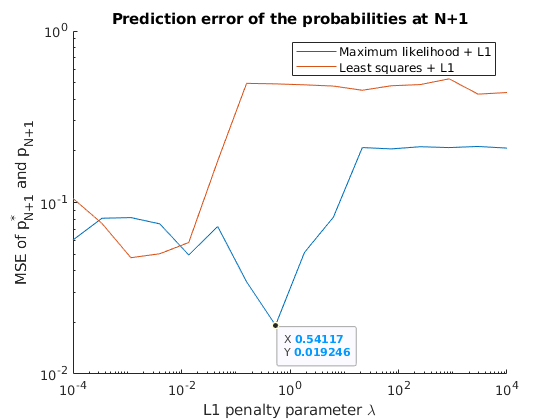 Prediction error of the probabilities at N+1
Maximum likelihood + L1
Least squares + L1
10^0
10^-1
10^-2
MSE of p^*_{N+1} and p_{N+1}
X 0.54117
Y 0.019246
10^-4 10^-2 10^0 10^2 10^4
L1 penalty parameter λ